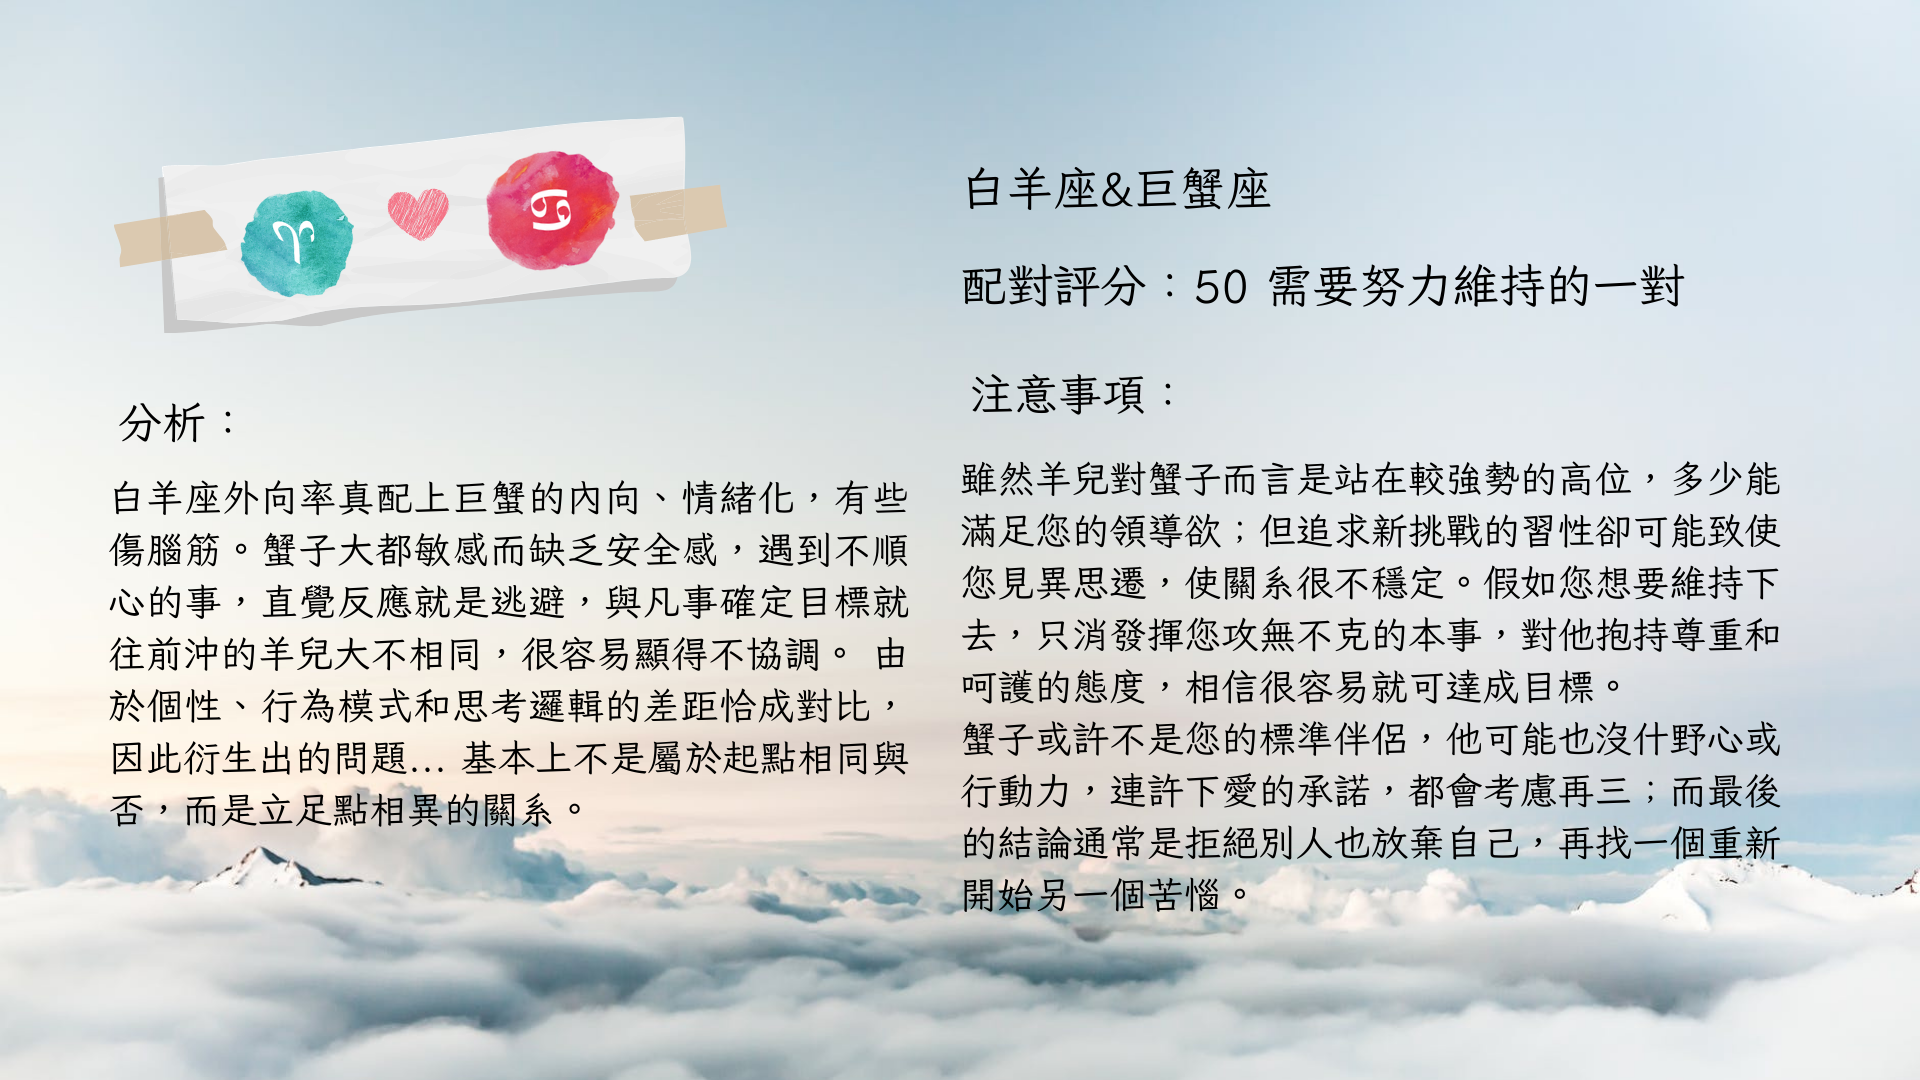 ♈ ♋
分析：
白羊座外向率真配上巨蟹的內向、情緒化，有些
傷腦筋。蟹子大都敏感而缺乏安全感，遇到不順
心的事，直覺反應就是逃避，與凡事確定目標就
往前沖的羊兒大不相同，很容易顯得不協調。 由
於個性、行為模式和思考邏輯的差距恰成對比，
因此衍生出的問題... 基本上不是屬於起點相同與
否，而是立足點相異的關系。
白羊座&巨蟹座
配對評分：50 需要努力維持的一對
注意事項：
雖然羊兒對蟹子而言是站在較強勢的高位，多少能
滿足您的領導欲；但追求新挑戰的習性卻可能致使
您見異思遷，使關系很不穩定。假如您想要維持下
去，只消發揮您攻無不克的本事，對他抱持尊重和
呵護的態度，相信很容易就可達成目標。
蟹子或許不是您的標準伴侶，他可能也沒什野心或
行動力，連許下愛的承諾，都會考慮再三；而最後
的結論通常是拒絕別人也放棄自己，再找一個重新
開始另一個苦惱。